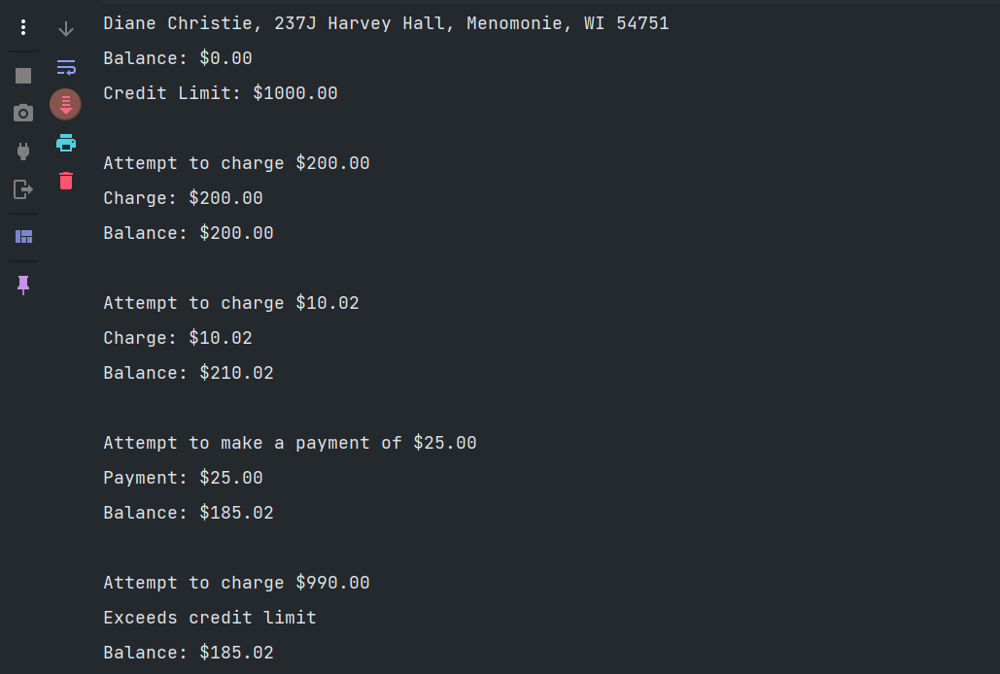 Diane Christie, 237J Harvey Hall, Menomonie, WI 54751
Balance: $0.00
Credit Limit: $1000.00
Attempt to charge $200.00
Charge: $200.00
Balance: $200.00
Attempt to charge $10.02
Charge: $10.02
Balance: $210.02
Attempt to make a payment of $25.00
Payment: $25.00
Balance: $185.02
Attempt to charge $990.00
Exceeds credit limit
Balance: $185.02